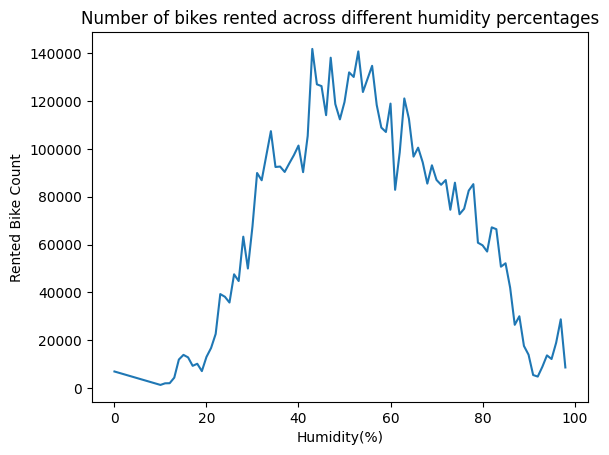 Number of bikes rented across different humidity percentages
140000
120000
100000
80000
60000
40000
20000
0
Rented Bike Count
0 20 40 60 80 100
Humidity(%)